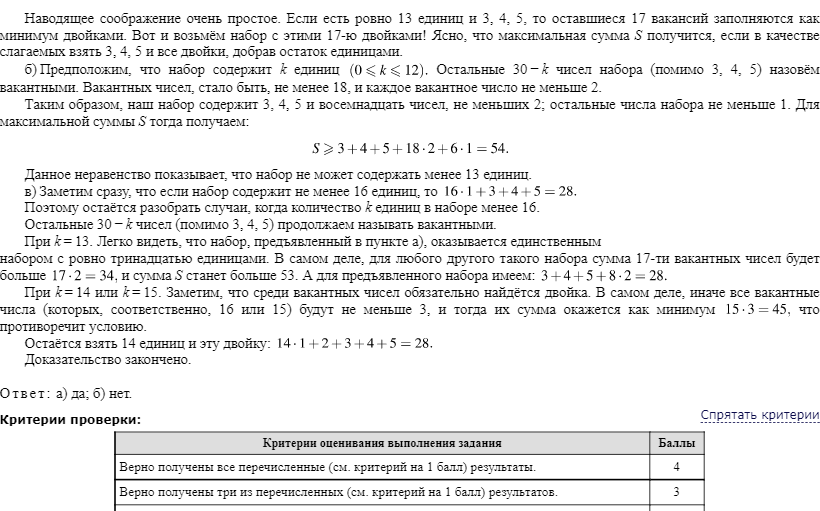 Наводящее соображение очень простое. Если есть ровно 13 единиц и 3, 4, 5, то оставшиеся 17 вакансий заполняются как
минимум двойками. Вот и возьмём набор с этими 17-ю двойками! Ясно, что максимальная сумма S получится, если в качестве
слагаемых взять 3, 4, 5 и все двойки, добрав остаток единицами.
б) Предположим, что набор содержит k единиц (0 ⩽ k ⩽ 12). Остальные 30 − k чисел набора (помимо 3, 4, 5) назовём
вакантными. Вакантных чисел, стало быть, не менее 18, и каждое вакантное число не меньше 2.
Таким образом, наш набор содержит 3, 4, 5 и восемнадцать чисел, не меньших 2; остальные числа набора не меньше 1. Для
максимальной суммы S тогда получаем:
S ⩾ 3 + 4 + 5 + 18 · 2 + 6 · 1 = 54.
Данное неравенство показывает, что набор не может содержать менее 13 единиц.
в) Заметим сразу, что если набор содержит не менее 16 единиц, то 16 · 1 + 3 + 4 + 5 = 28.
Поэтому остаётся разобрать случаи, когда количество k единиц в наборе менее 16.
Остальные 30 − k чисел (помимо 3, 4, 5) продолжаем называть вакантными.
При k = 13. Легко видеть, что набор, предъявленный в пункте а), оказывается единственным
набором с ровно тринадцатью единицами. В самом деле, для любого другого такого набора сумма 17-ти вакантных чисел будет
больше 17 · 2 = 34, и сумма S станет больше 53. А для предъявленного набора имеем: 3 + 4 + 5 + 8 · 2 = 28.
При k = 14 или k = 15. Заметим, что среди вакантных чисел обязательно найдётся двойка. В самом деле, иначе все вакантные
числа (которых, соответственно, 16 или 15) будут не меньше 3, и тогда их сумма окажется как минимум 15 · 3 = 45, что
противоречит условию.
Остаётся взять 14 единиц и эту двойку: 14 · 1 + 2 + 3 + 4 + 5 = 28.
Доказательство закончено.
Ответ: а) да; б) нет.
Критерии проверки: Спрятать критерии
Критерии оценивания выполнения задания Баллы
Верно получены все перечисленные (см. критерий на 1 балл) результаты. 4
Верно получены три из перечисленных (см. критерий на 1 балл) результатов. 3